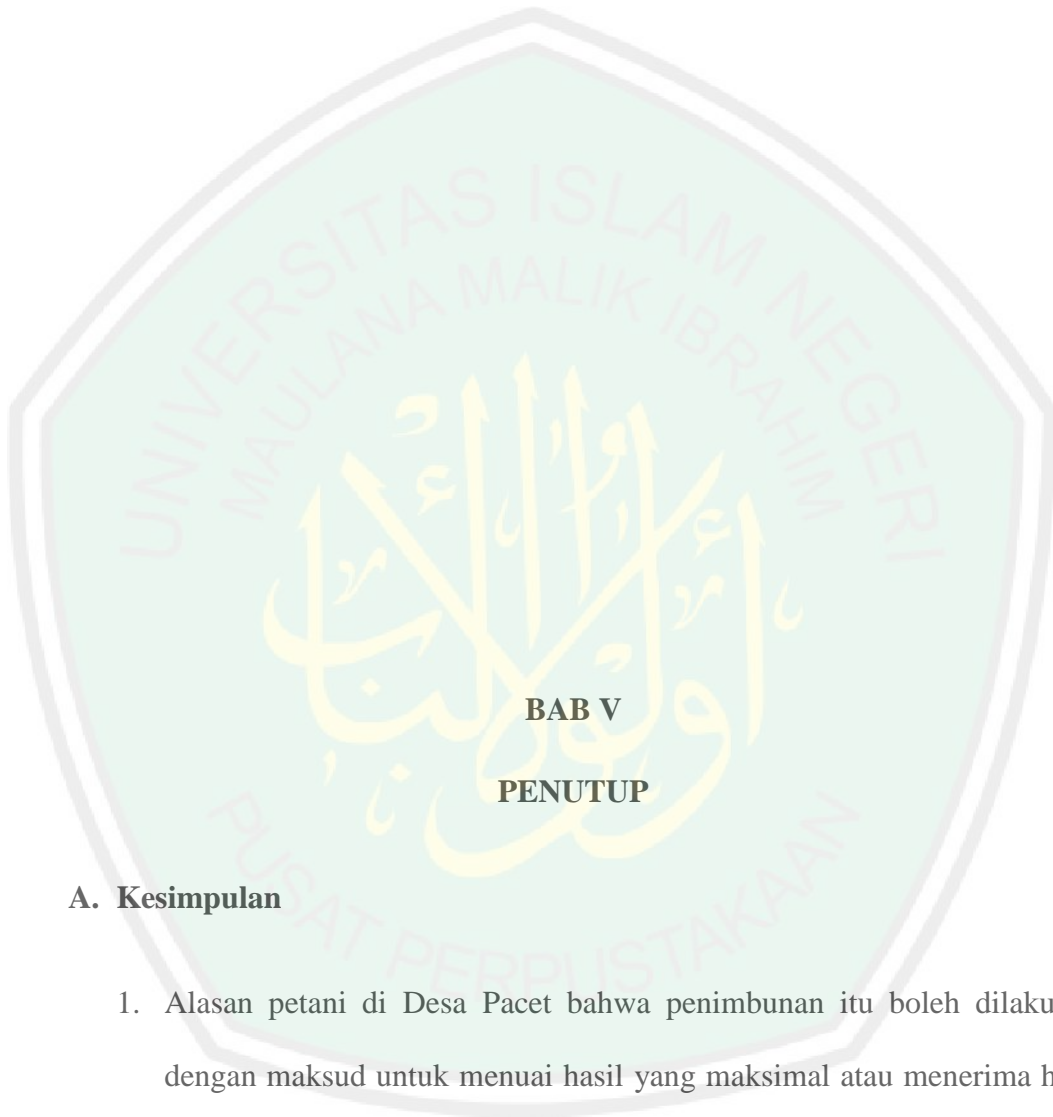 UNIVERSITAS ISLAM NEGERI
MAULANA MALIK IBRAHIM
BAB V
PENUTUP
PUSAT PERPUSTAKAAN
A. Kesimpulan
1. Alasan petani di Desa Pacet bahwa penimbunan itu boleh dilaku
dengan maksud untuk menuai hasil yang maksimal atau menerima h